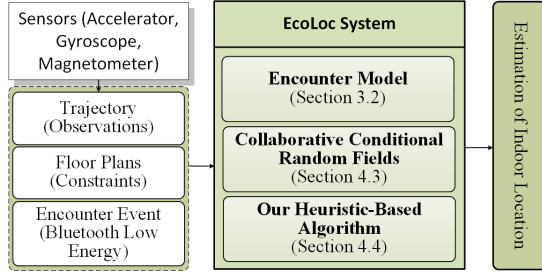 Sensors (Accelerator,
Gyroscope,
Magnetometer)
Trajectory
(Observations)
Floor Plans
(Constraints)
Encounter Event
(Bluetooth Low
Energy)
EcoLoc System
Encounter Model
(Section 3.2)
Collaborative Conditional
Random Fields
(Section 4.3)
Our Heuristic-Based
Algorithm
(Section 4.4)
Estimation of Indoor Location